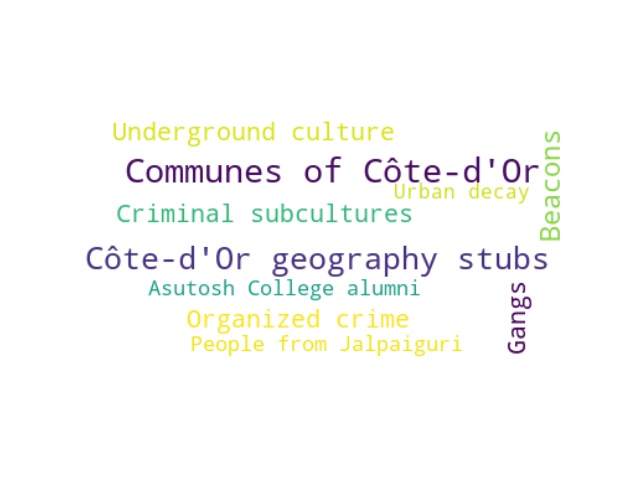 Underground culture
Communes of Côte-d'Or
Urban decay
Beacons
Criminal subcultures
Côte-d'Or geography stubs
Asutosh College alumni
Gangs
Organized crime
People from Jalpaiguri